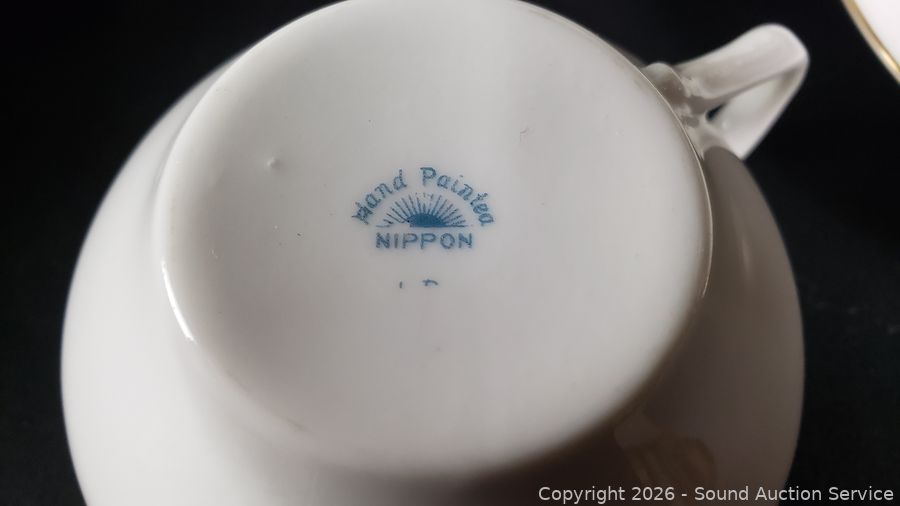 Hand Painted
NIPPON
Copyright 2026 - Sound Auction Service